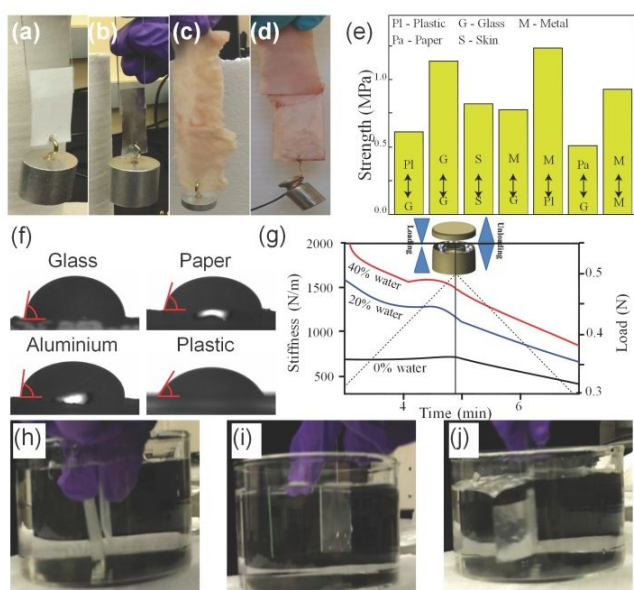 (a)
(b)
(c)
(d)
(e)
Pl - Plastic G - Glass M - Metal
Pa - Paper S - Skin
Strength (MPa)
1.0
0.0
Pl G S M M Pa M
G G S G Pl G M
(f)
Glass Paper
Aluminium Plastic
(g)
Loading
Unloading
Stiffness (N/m)
2000
1500
1000
500
40% water
20% water
0% water
Load (N)
0.5
0.4
0.3
4 6
Time (min)
(h)
(i)
(j)